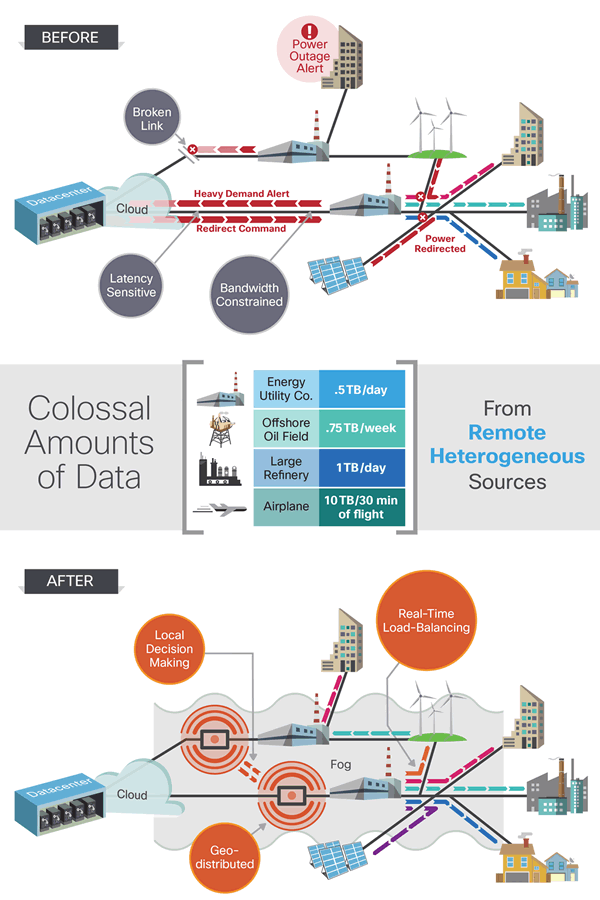 BEFORE
Power
Outage
Alert
Broken
Link
Datacenter
Cloud
Heavy Demand Alert
Redirect Command
Power
Redirected
Latency
Sensitive
Bandwidth
Constrained
Colossal
Amounts
of Data
Energy
Utility Co.
.5TB/day
Offshore
Oil Field
.75TB/week
Large
Refinery
1TB/day
Airplane
10TB/30 min
of flight
From
Remote
Heterogeneous
Sources
AFTER
Real-Time
Load-Balancing
Local
Decision
Making
Fog
Datacenter
Cloud
Geo-
distributed